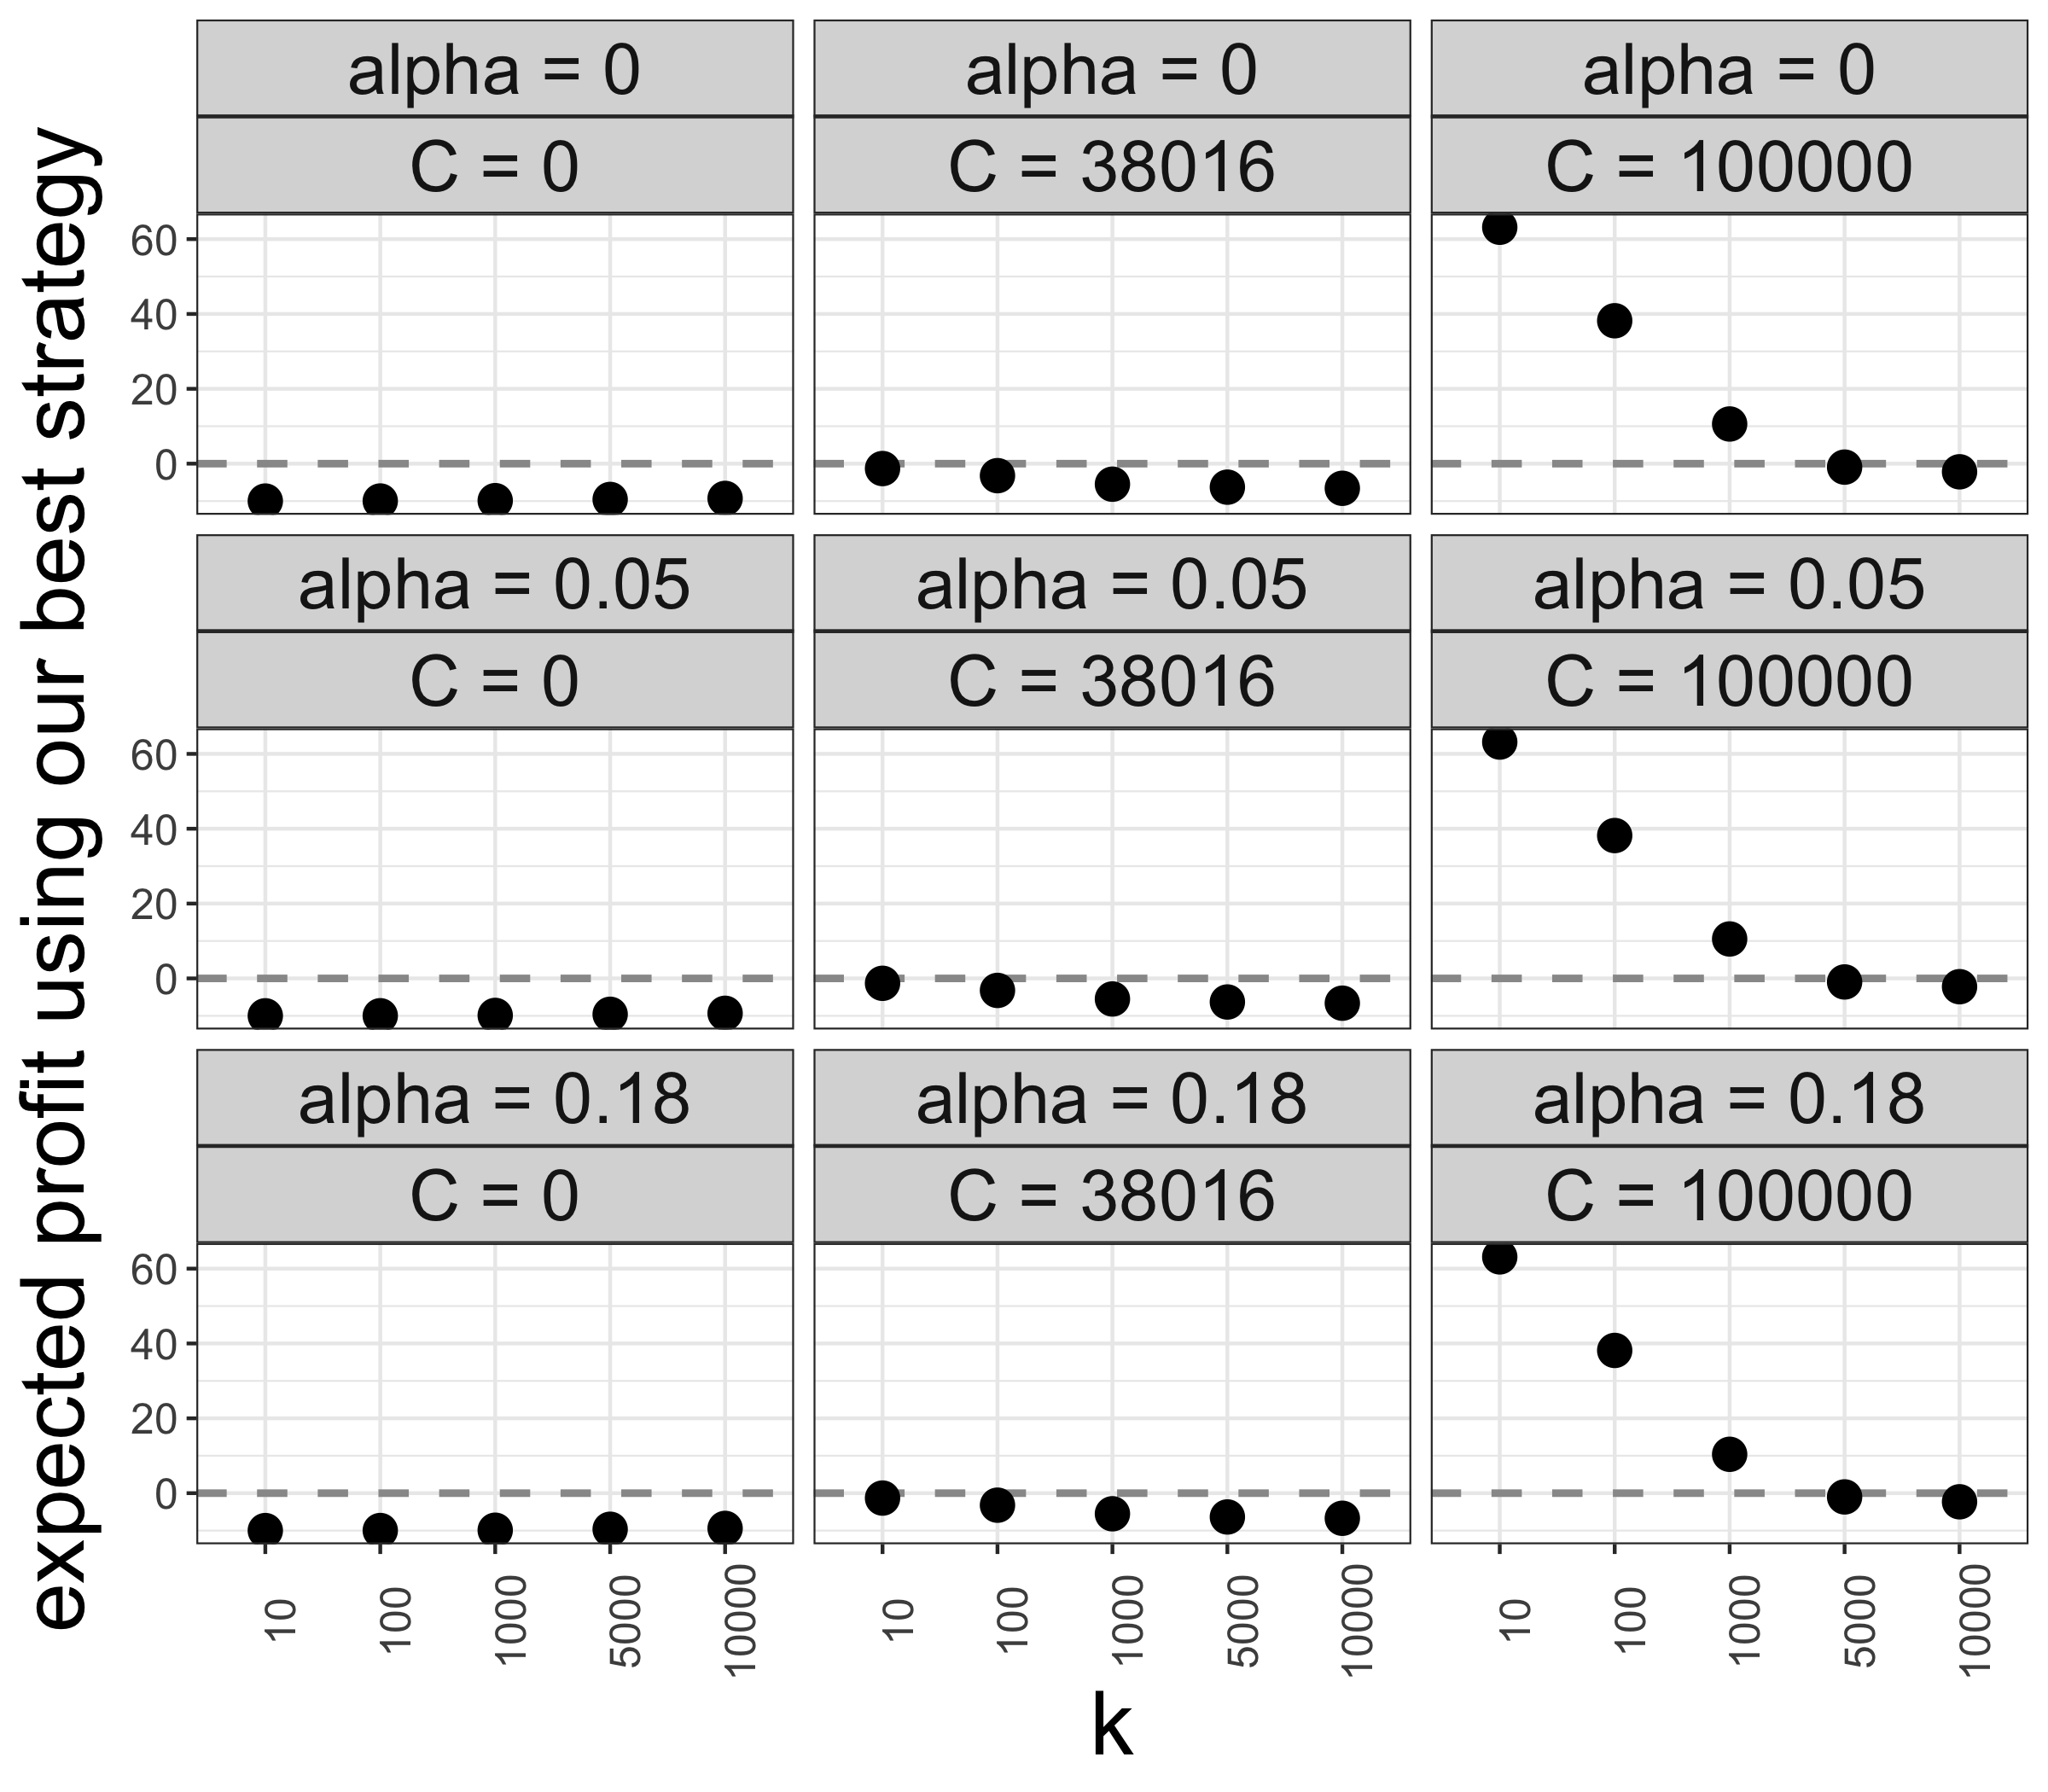 expected profit using our best strategy
alpha = 0
alpha = 0
alpha = 0
C = 0
C = 38016
C = 100000
60
40
20
0
alpha = 0.05
alpha = 0.05
alpha = 0.05
C = 0
C = 38016
C = 100000
60
40
20
0
alpha = 0.18
alpha = 0.18
alpha = 0.18
C = 0
C = 38016
C = 100000
60
40
20
0
10
100
1000
5000
10000
10
100
1000
5000
10000
10
100
1000
5000
10000
k